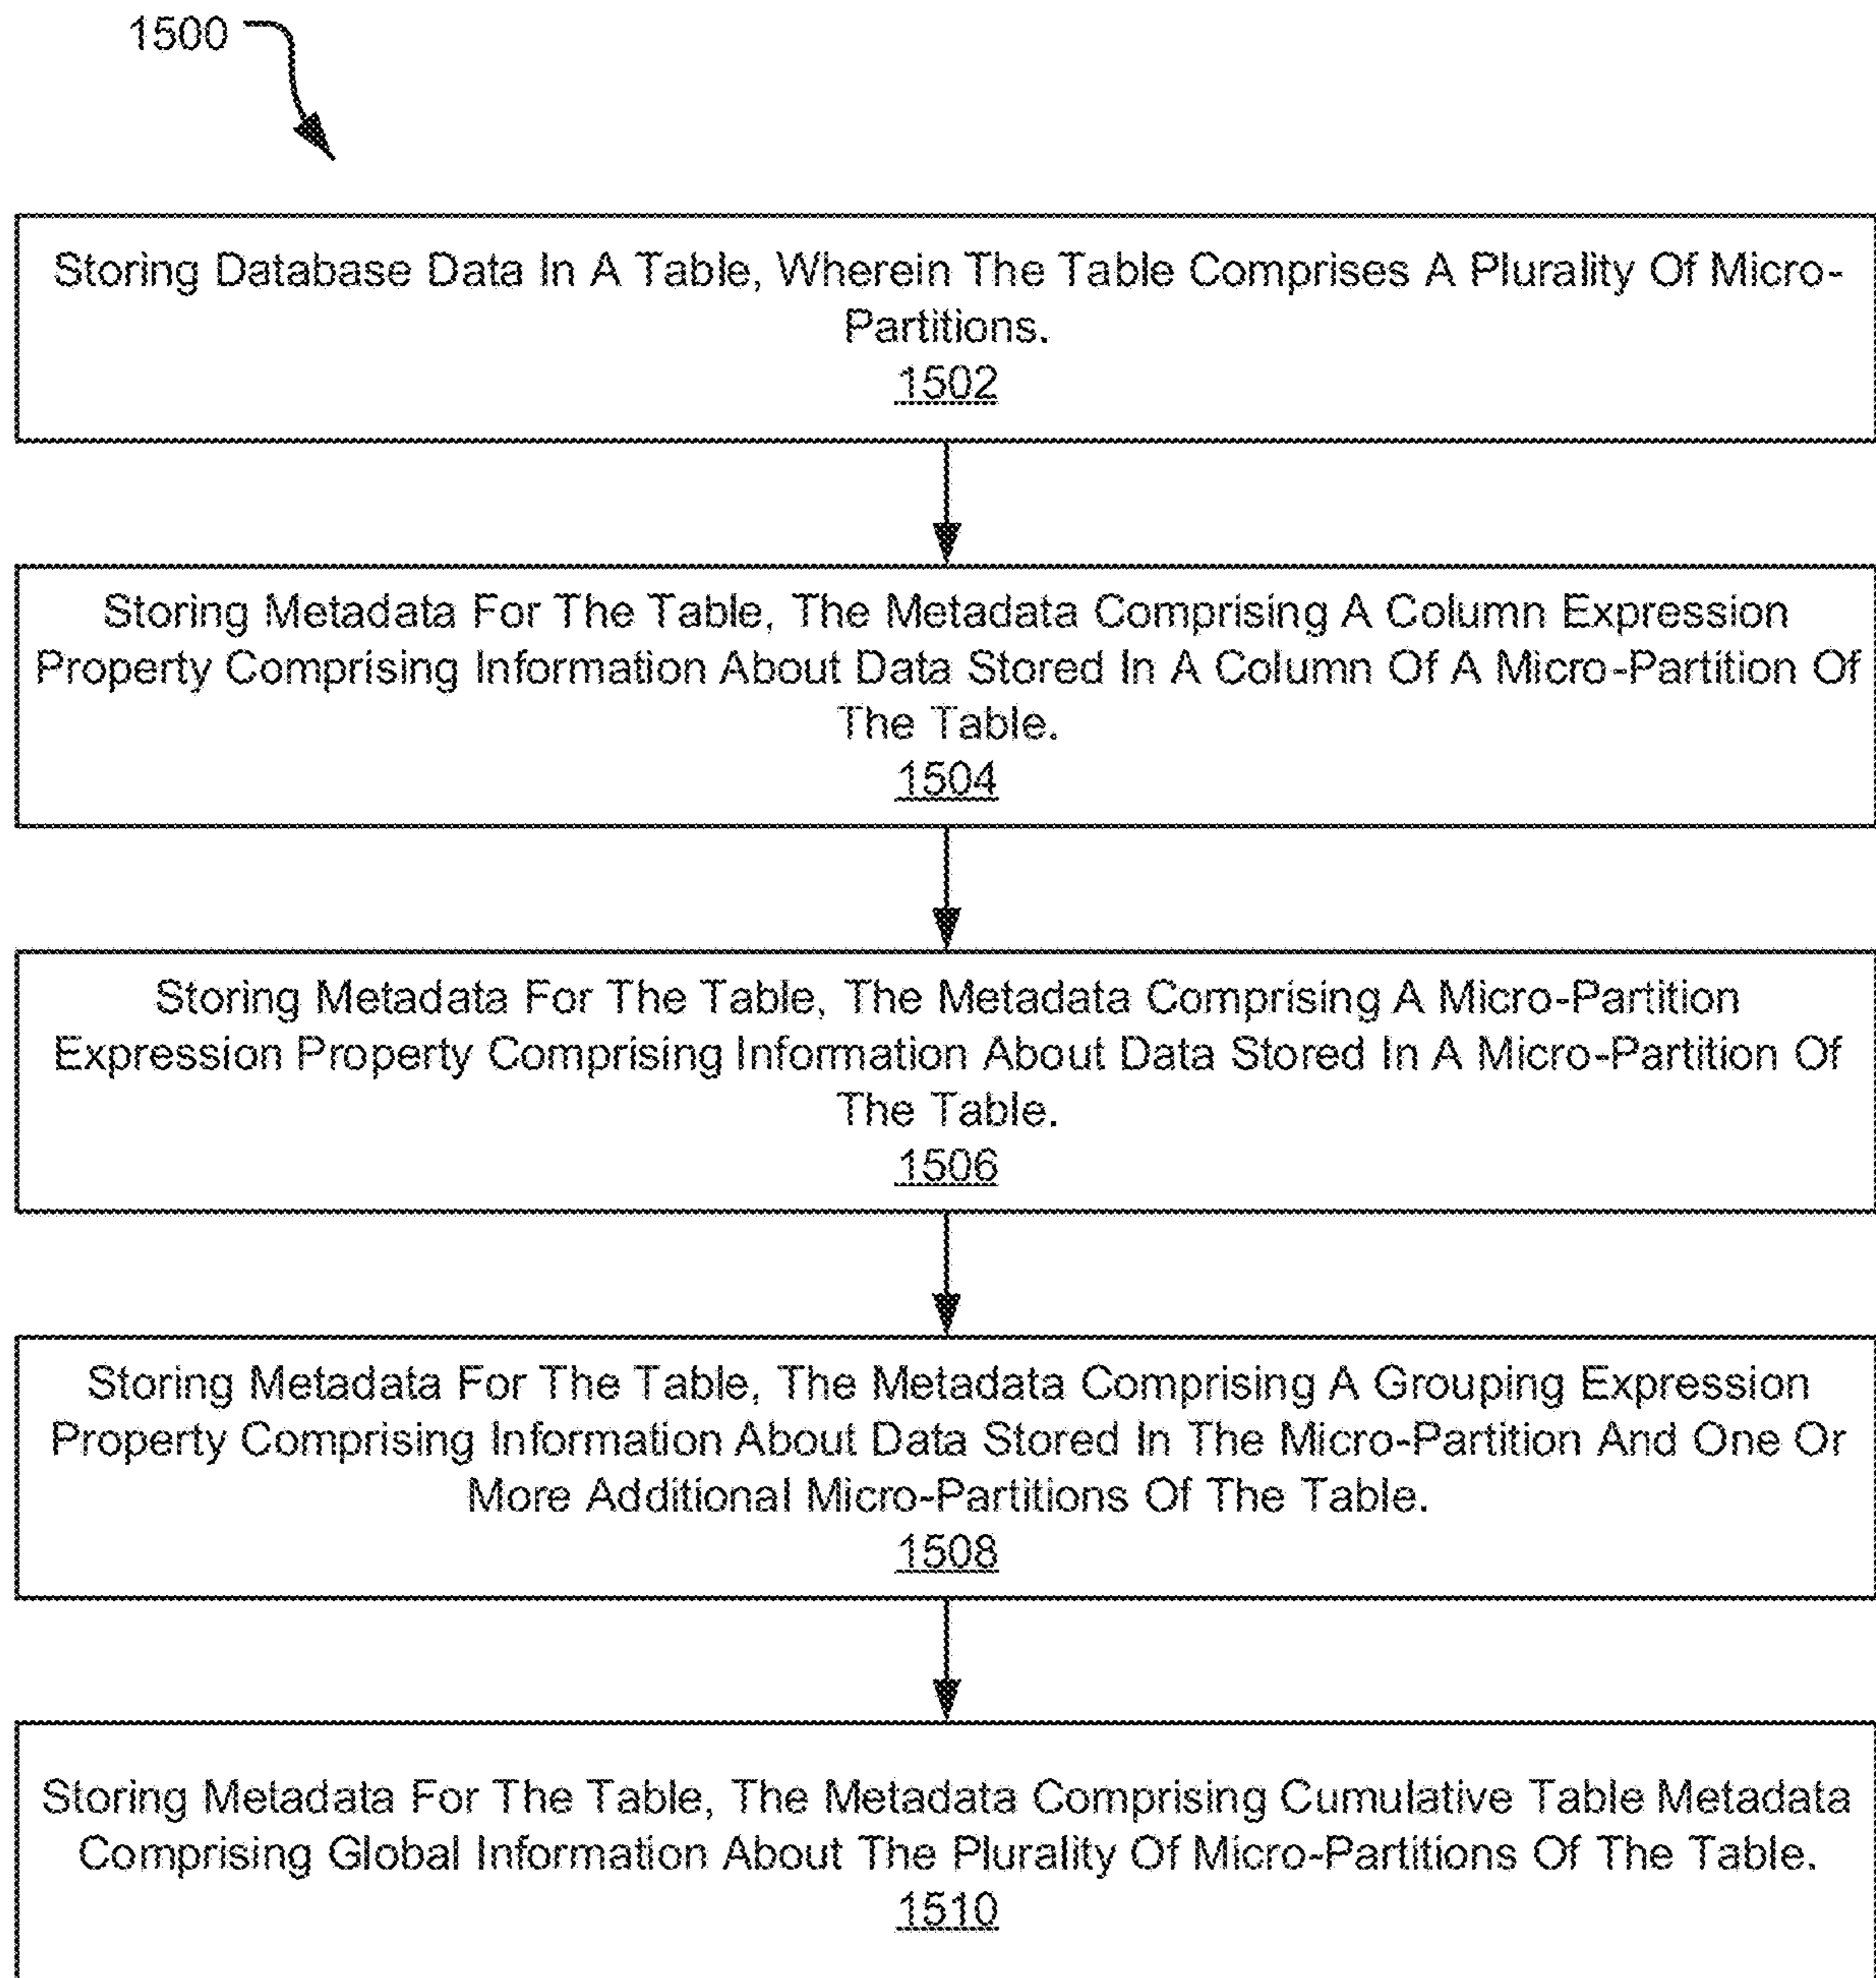 1500
Storing Database Data In A Table, Wherein The Table Comprises A Plurality Of Micro-
Partitions.
1502
Storing Metadata For The Table, The Metadata Comprising A Column Expression
Property Comprising Information About Data Stored In A Column Of A Micro-Partition Of
The Table.
1504
Storing Metadata For The Table, The Metadata Comprising A Micro-Partition
Expression Property Comprising Information About Data Stored In A Micro-Partition Of
The Table.
1506
Storing Metadata For The Table, The Metadata Comprising A Grouping Expression
Property Comprising Information About Data Stored In The Micro-Partition And One Or
More Additional Micro-Partitions Of The Table.
1508
Storing Metadata For The Table, The Metadata Comprising Cumulative Table Metadata
Comprising Global Information About The Plurality Of Micro-Partitions Of The Table.
1510